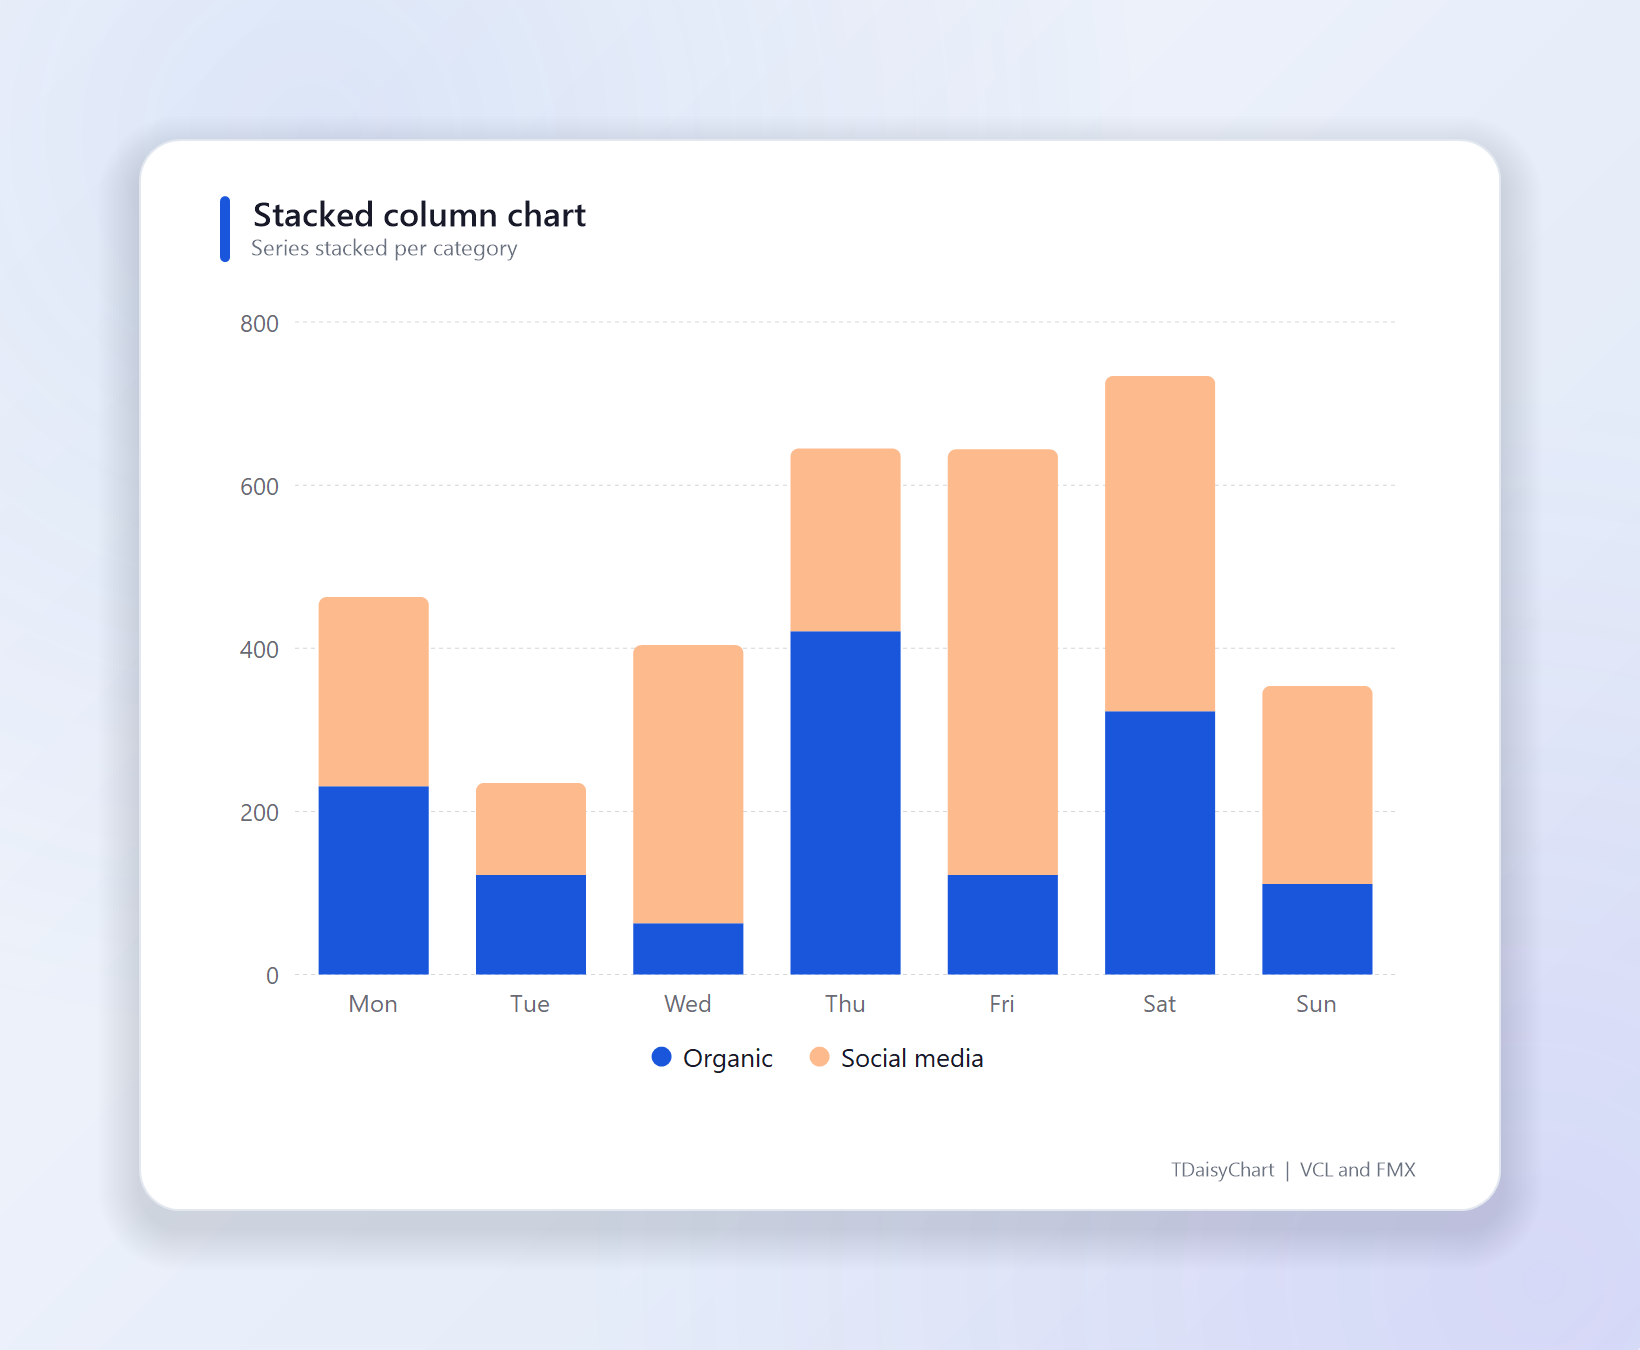 Stacked column chart
Series stacked per category
800
600
400
200
0
Mon Tue Wed Thu Fri Sat Sun
Organic Social media
TDaisyChart | VCL and FMX